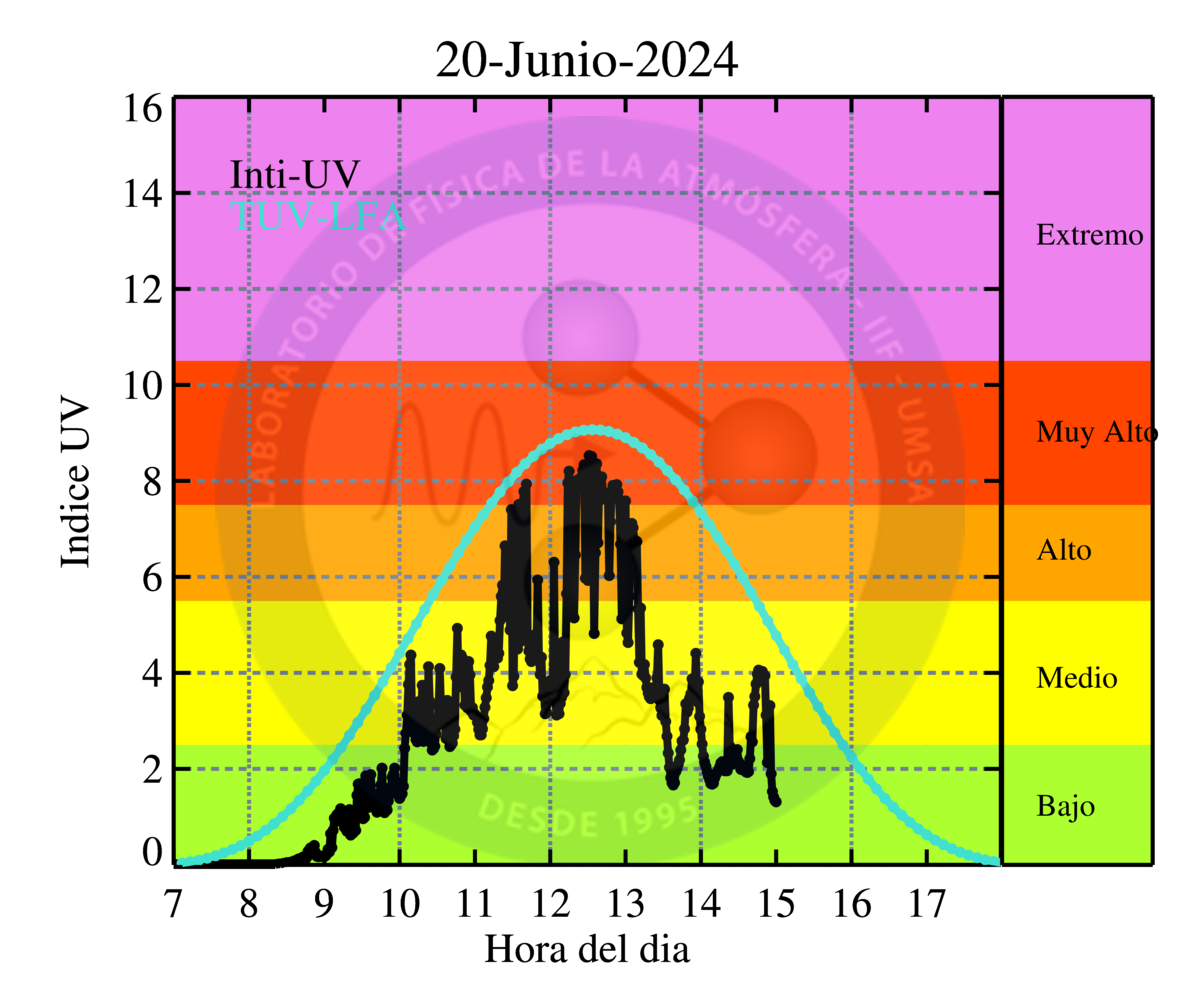 20-Junio-2024
Indice UV
16
14
12
10
8
6
4
2
0
Inti-UV
TUV-LFA
LABORATORIO DE FÍSICA DE LA ATMÓSFERA - IIF - UMSA
DESDE 1995
Extremo
Muy Alto
Alto
Medio
Bajo
7 8 9 10 11 12 13 14 15 16 17
Hora del dia